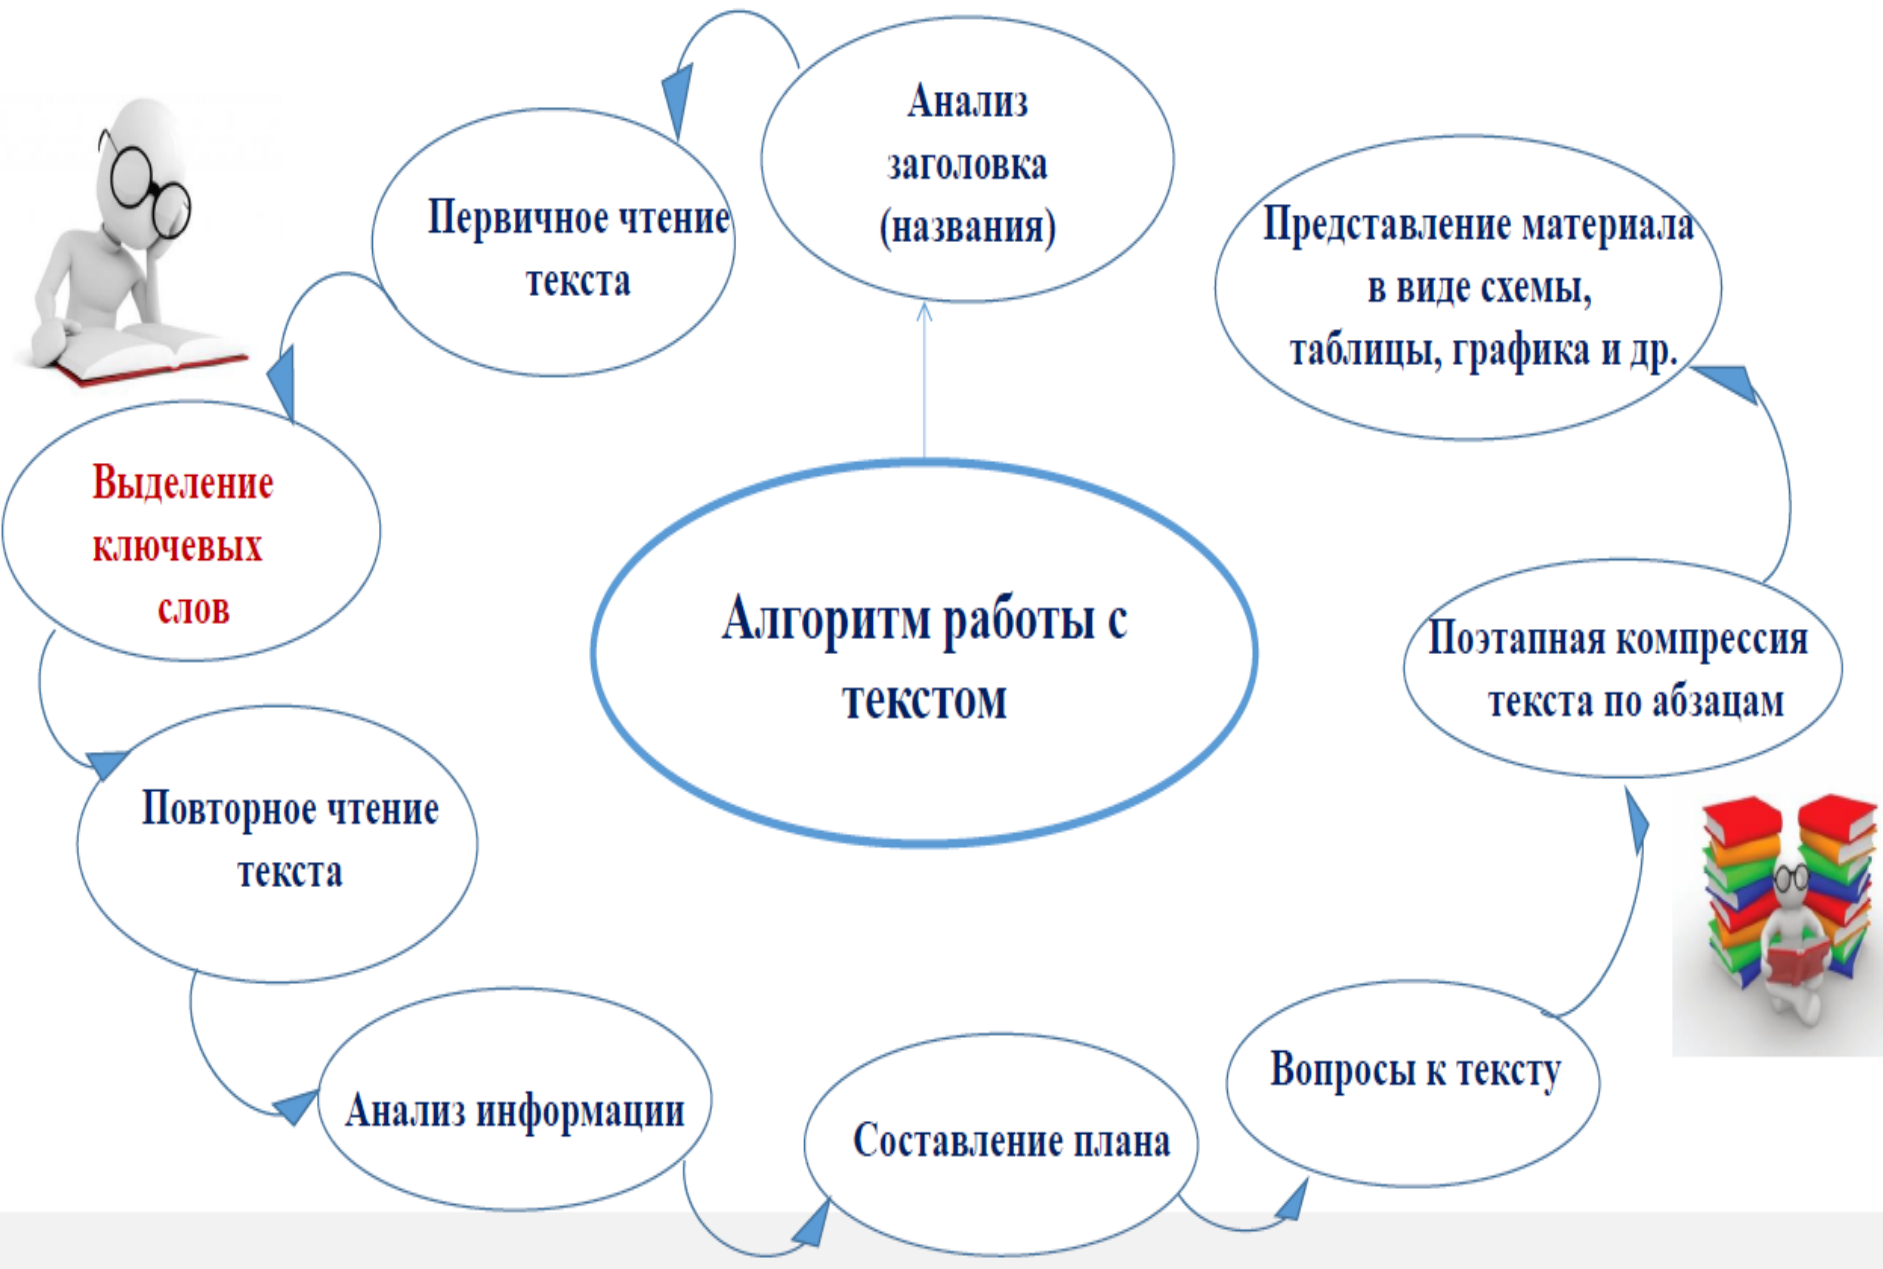 Алгоритм работы с
текстом
Анализ
заголовка
(названия)
Первичное чтение
текста
Выделение
ключевых
слов
Повторное чтение
текста
Анализ информации
Составление плана
Вопросы к тексту
Поэтапная компрессия
текста по абзацам
Представление материала
в виде схемы,
таблицы, графика и др.